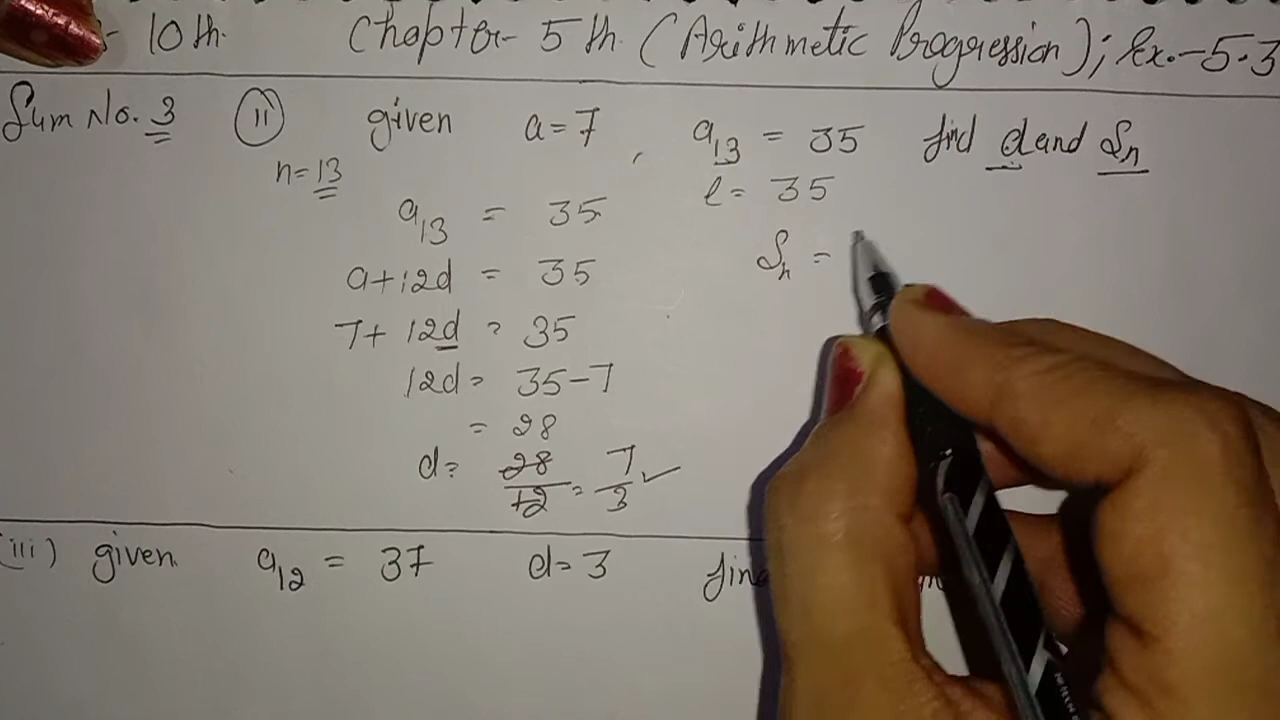 10th. Chapter- 5th. (Arithmetic Progression); Ex.-5.3
Sum No. 3 (ii) given a=7, a13 = 35 find d and Sn
n=13
l= 35
a13 = 35
Sn =
a+12d = 35
7+ 12d = 35
12d= 35-7
= 28
d= 28/12 = 7/3 ✓
(iii) given a12 = 37 d=3